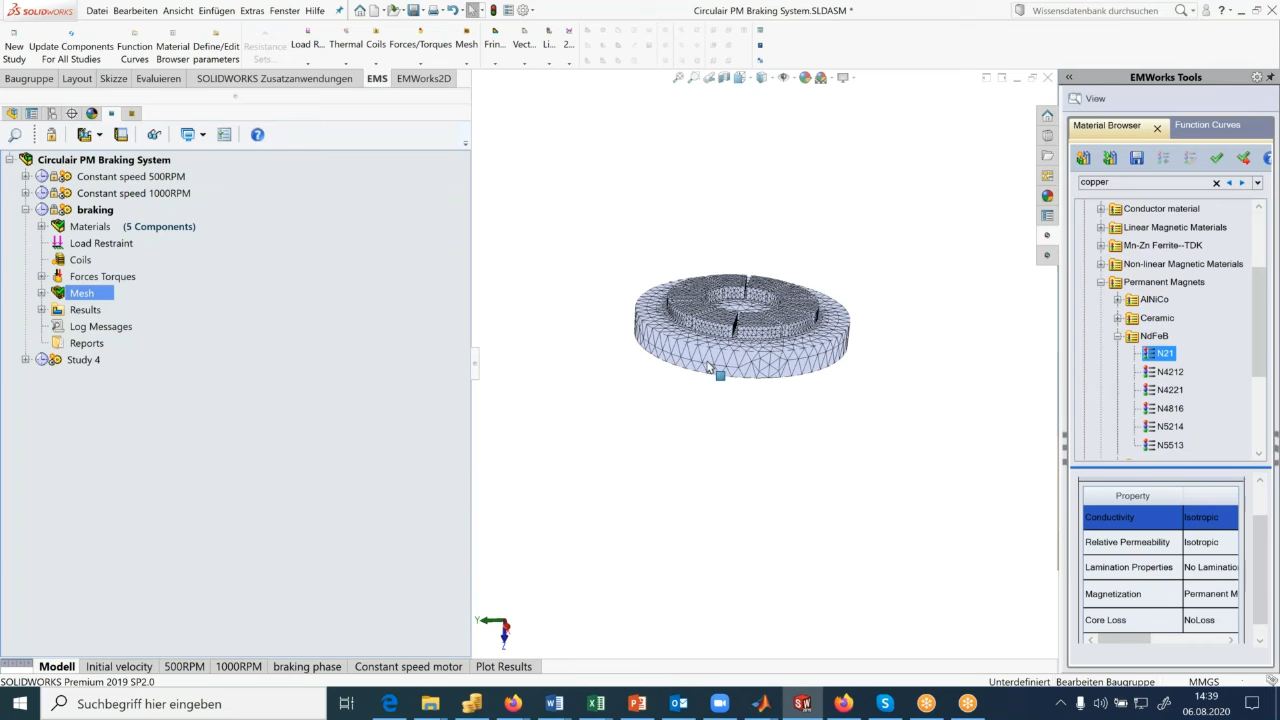 SOLIDWORKS Datei Bearbeiten Ansicht Einfügen Extras Fenster Hilfe
Circulair PM Braking System.SLDASM *
Wissensdatenbank durchsuchen
?
New Study
Update Components For All Studies
Function Curves
Material Browser
Define/Edit parameters
Resistance Sets...
Load R...
Thermal
Coils
Forces/Torques
Mesh
Frin...
Vect...
Li...
2...
Baugruppe Layout Skizze Evaluieren SOLIDWORKS Zusatzanwendungen EMS EMWorks2D
Circulair PM Braking System
Constant speed 500RPM
Constant speed 1000RPM
braking
Materials (5 Components)
Load Restraint
Coils
Forces Torques
Mesh
Results
Log Messages
Reports
Study 4
Y
Z
EMWorks Tools
View
Material Browser
Function Curves
copper
Conductor material
Linear Magnetic Materials
Mn-Zn Ferrite--TDK
Non-linear Magnetic Materials
Permanent Magnets
AlNiCo
Ceramic
NdFeB
N21
N4212
N4221
N4816
N5214
N5513
Property
Conductivity Isotropic
Relative Permeability Isotropic
Lamination Properties No Laminatio
Magnetization Permanent M
Core Loss NoLoss
Modell Initial velocity 500RPM 1000RPM braking phase Constant speed motor Plot Results
SOLIDWORKS Premium 2019 SP2.0
Unterdefiniert Bearbeiten Baugruppe MMGS
Suchbegriff hier eingeben
14:39
06.08.2020